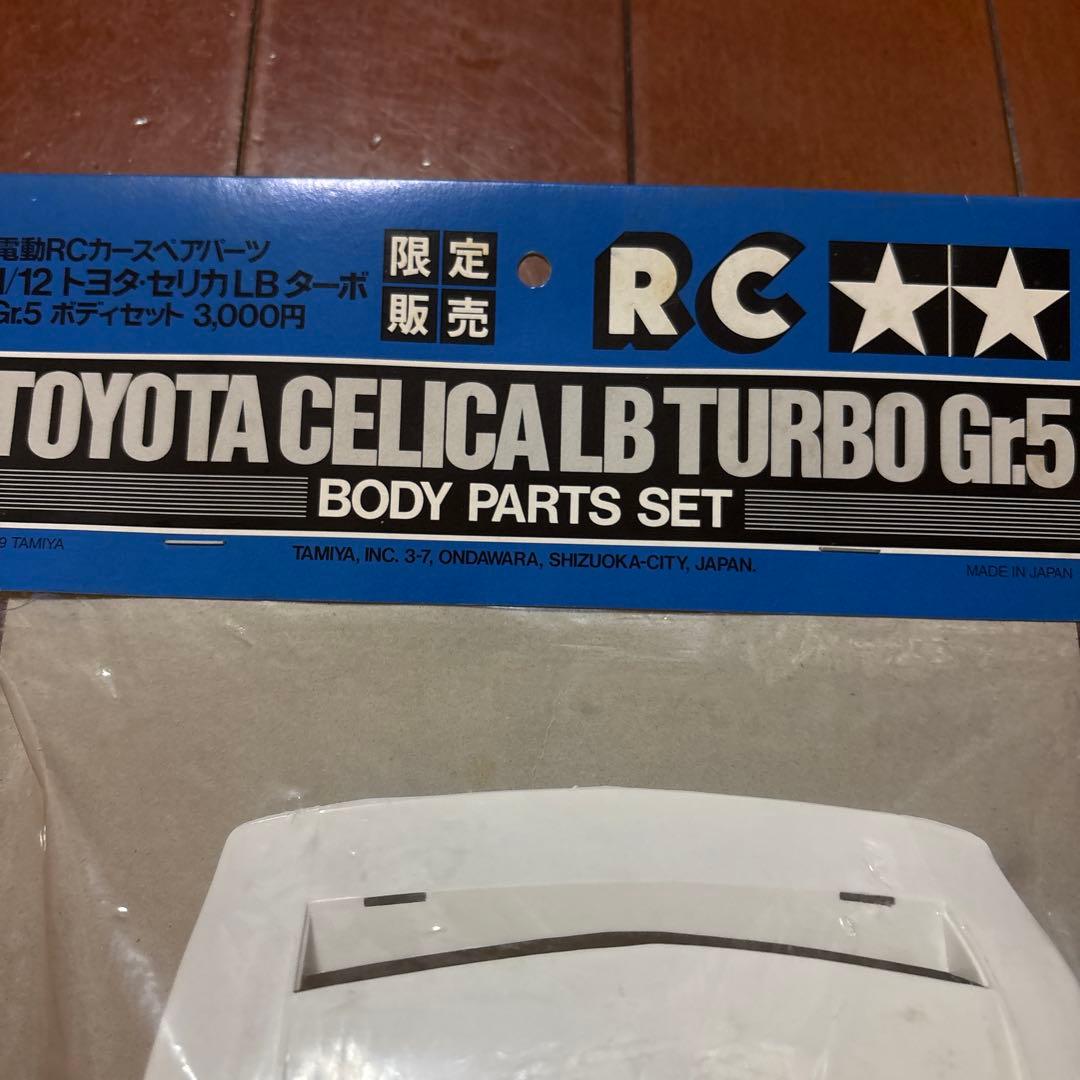 電動RCカースペアパーツ
1/12 トヨタ・セリカLB ターボ
Gr.5 ボディセット 3,000円
限定
販売
RC
TOYOTA CELICA LB TURBO Gr.5
BODY PARTS SET
9 TAMIYA
TAMIYA, INC. 3-7, ONDAWARA, SHIZUOKA-CITY, JAPAN.
MADE IN JAPAN